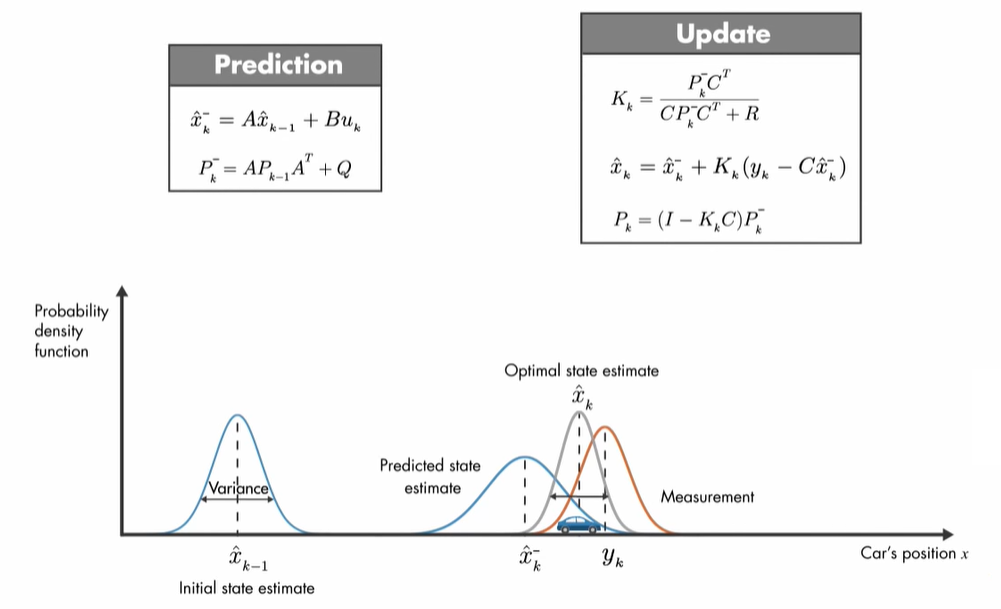 Prediction
x̂ₖ⁻ = Ax̂ₖ₋₁ + Buₖ
Pₖ⁻ = APₖ₋₁Aᵀ + Q
Update
Kₖ = Pₖ⁻Cᵀ / CPₖ⁻Cᵀ + R
x̂ₖ = x̂ₖ⁻ + Kₖ(yₖ − Cx̂ₖ⁻)
Pₖ = (I − KₖC)Pₖ⁻
Probability
density
function
Optimal state estimate
x̂ₖ
Predicted state
estimate
Variance
Measurement
x̂ₖ₋₁
x̂ₖ⁻
yₖ
Car's position x
Initial state estimate